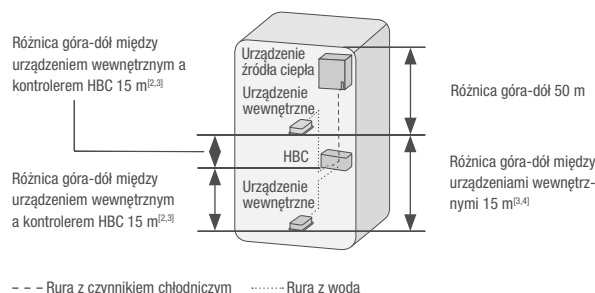 Różnica góra-dół między
urządzeniem wewnętrznym a
kontrolerem HBC 15 m[2,3]
Różnica góra-dół między
urządzeniem wewnętrznym
a kontrolerem HBC 15 m[2,3]
Urządzenie
źródła ciepła
Urządzenie
wewnętrzne
HBC
Urządzenie
wewnętrzne
Różnica góra-dół 50 m
Różnica góra-dół między
urządzeniami wewnętrz-
nymi 15 m[3,4]
Rura z czynnikiem chłodniczym
Rura z woda